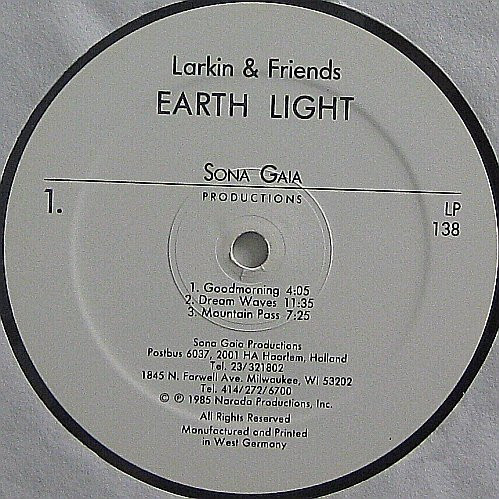 Larkin & Friends
EARTH LIGHT
SONA GAIA
PRODUCTIONS
1.
LP
138
1. Goodmorning 4:05
2. Dream Waves 11:35
3. Mountain Pass 7:25
Sona Gaia Productions
Postbus 6037, 2001 HA Haarlem, Holland
Tel. 23/321802
1845 N. Farwell Ave. Milwaukee, WI 53202
Tel. 414/272/6700
© ℗ 1985 Narada Productions, Inc.
All Rights Reserved
Manufactured and Printed
in West Germany